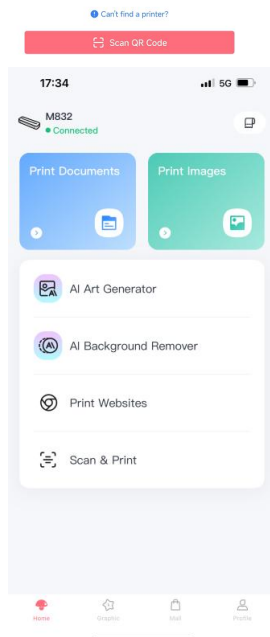 Can't find a printer?
Scan QR Code
17:34
5G
M832
Connected
Print Documents
Print Images
AI Art Generator
AI Background Remover
Print Websites
Scan & Print
Home
Graphic
Mall
Profile